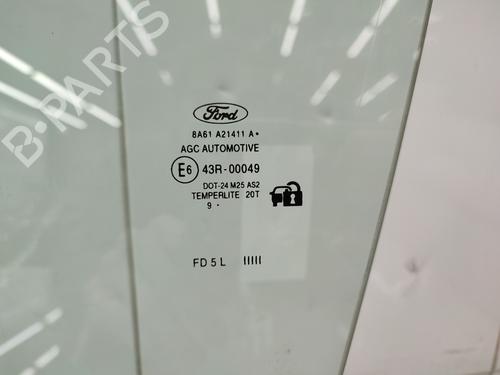 B-PARTS
Ford
8A61 A21411 A•
AGC AUTOMOTIVE
E6 43R-00049
DOT-24 M25 AS2
TEMPERLITE 20T
9 •
FD 5 L IIIII